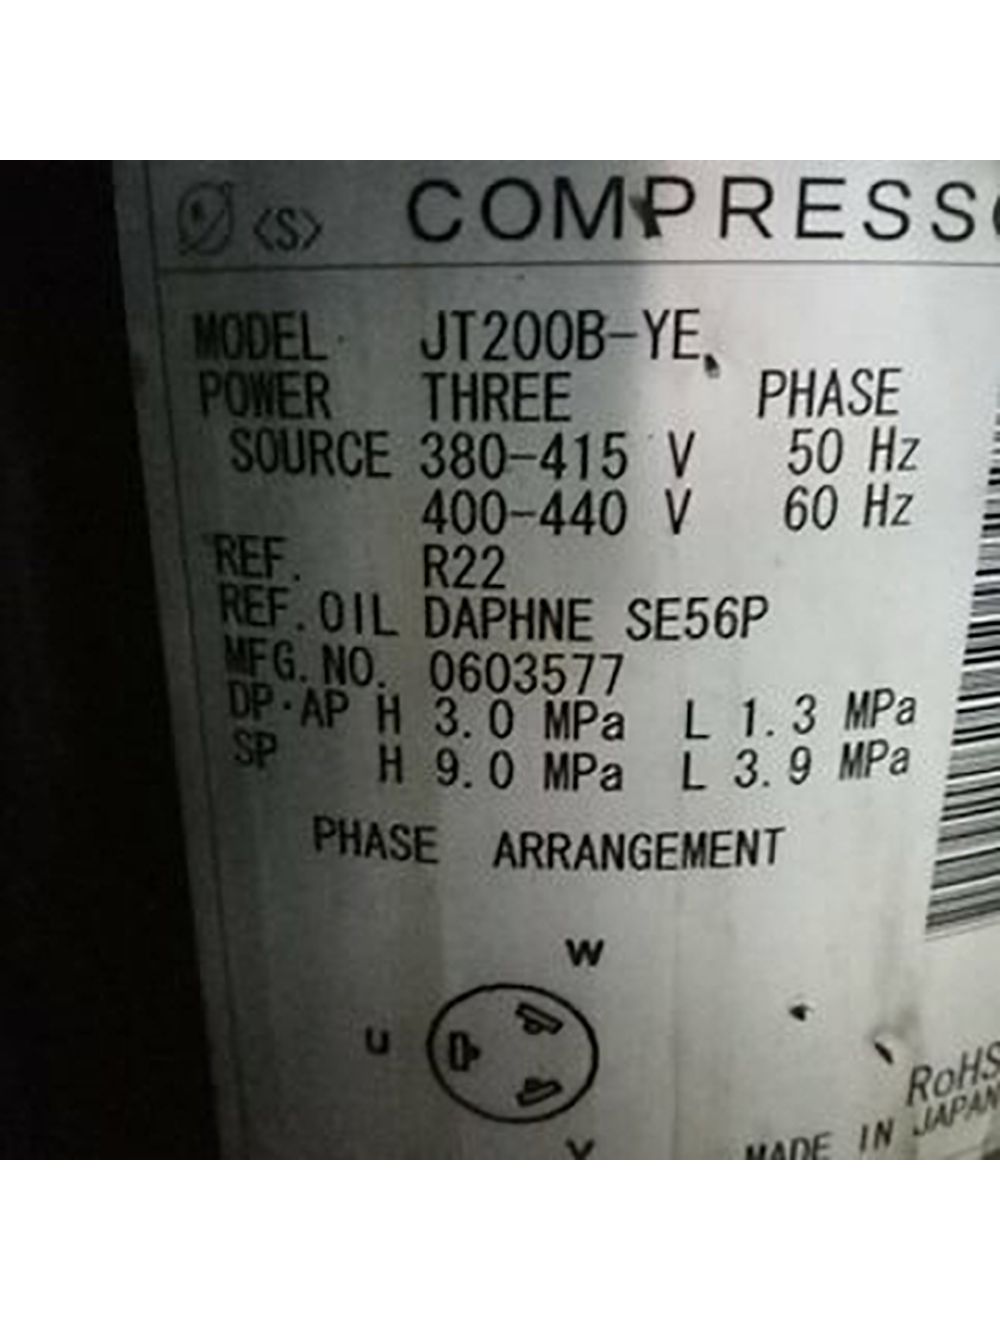 <S> COMPRESSO
MODEL JT200B-YE
POWER THREE PHASE
SOURCE 380-415 V 50 Hz
400-440 V 60 Hz
REF. R22
REF.OIL DAPHNE SE56P
MFG.NO. 0603577
DP·AP H 3.0 MPa L 1.3 MPa
SP H 9.0 MPa L 3.9 MPa
PHASE ARRANGEMENT
W
U
V
RoHS
MADE IN JAPAN